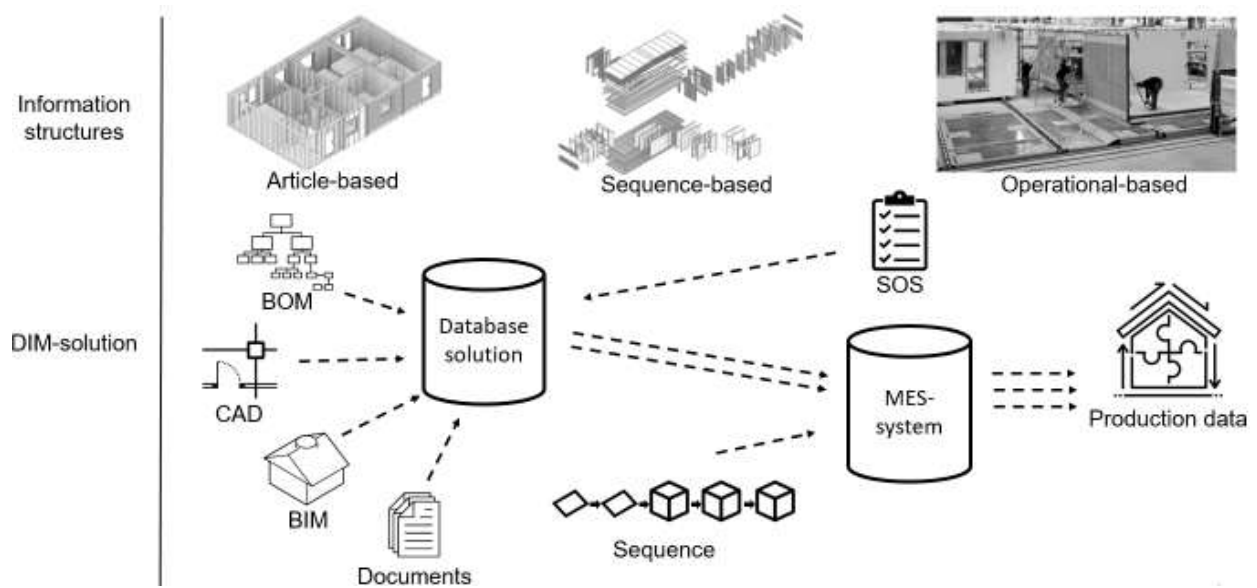 Information
structures
Article-based
Sequence-based
Operational-based
DIM-solution
BOM
CAD
BIM
Documents
Database
solution
SOS
MES-
system
Sequence
Production data